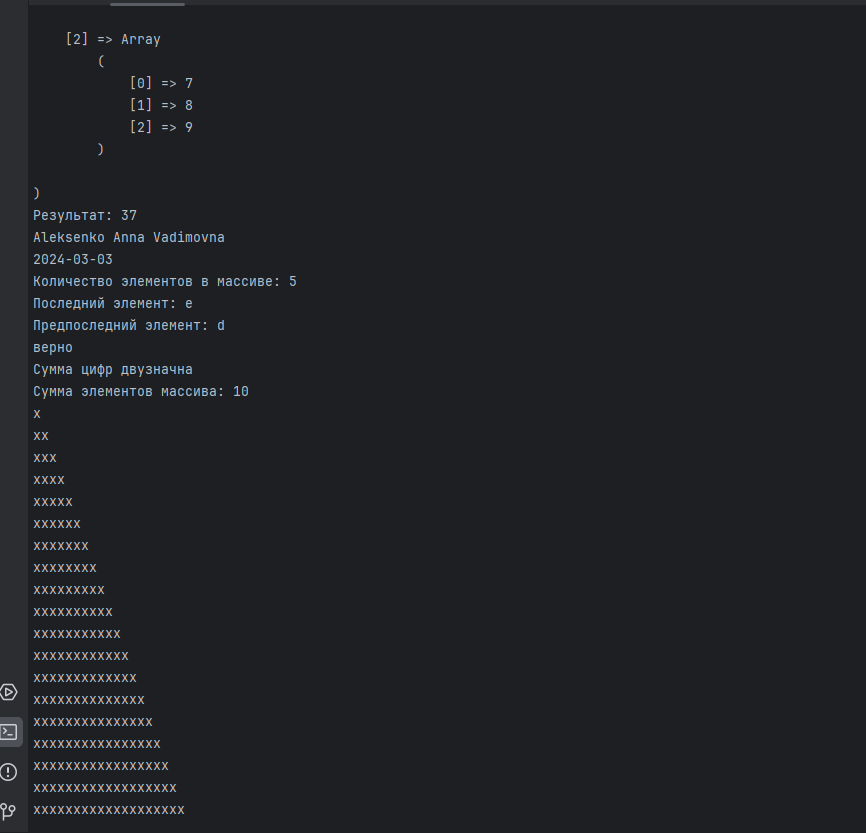 [2] => Array
(
[0] => 7
[1] => 8
[2] => 9
)
)
Результат: 37
Aleksenko Anna Vadimovna
2024-03-03
Количество элементов в массиве: 5
Последний элемент: e
Предпоследний элемент: d
верно
Сумма цифр двузначна
Сумма элементов массива: 10
x
xx
xxx
xxxx
xxxxx
xxxxxx
xxxxxxx
xxxxxxxx
xxxxxxxxx
xxxxxxxxxx
xxxxxxxxxxx
xxxxxxxxxxxx
xxxxxxxxxxxxx
xxxxxxxxxxxxxx
xxxxxxxxxxxxxxx
xxxxxxxxxxxxxxxx
xxxxxxxxxxxxxxxxx
xxxxxxxxxxxxxxxxxx
xxxxxxxxxxxxxxxxxxx